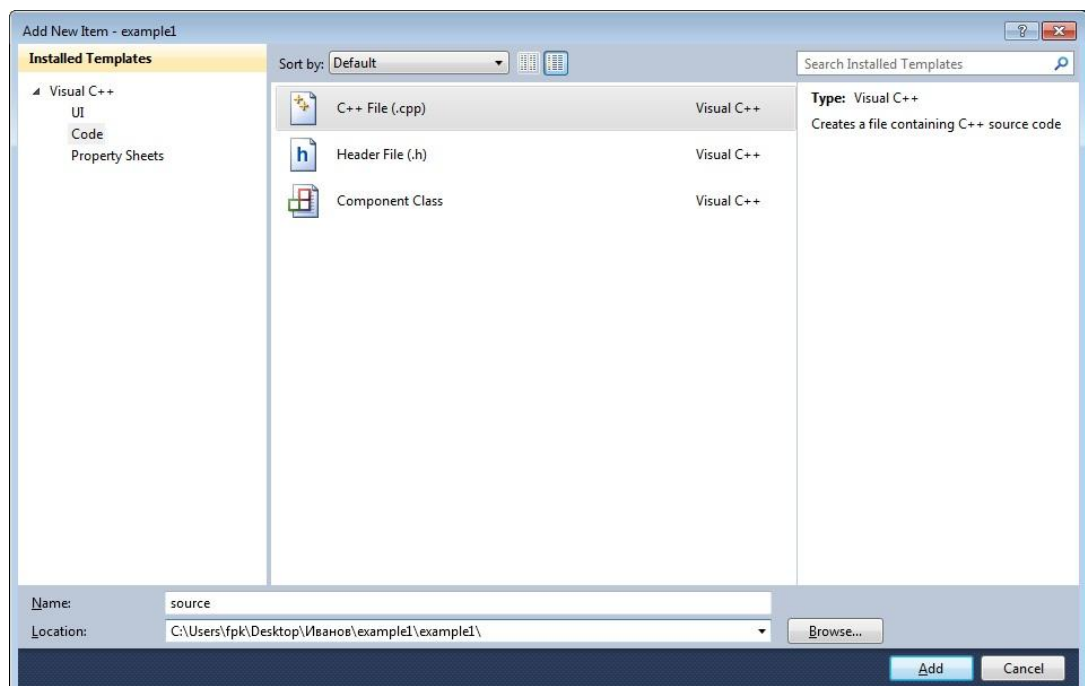 Add New Item - example1
Installed Templates
Sort by: Default
Search Installed Templates
Visual C++
UI
Code
Property Sheets
C++ File (.cpp) Visual C++
Header File (.h) Visual C++
Component Class Visual C++
Type: Visual C++
Creates a file containing C++ source code
Name: source
Location: C:\Users\fpk\Desktop\Иванов\example1\example1\
Browse...
Add Cancel